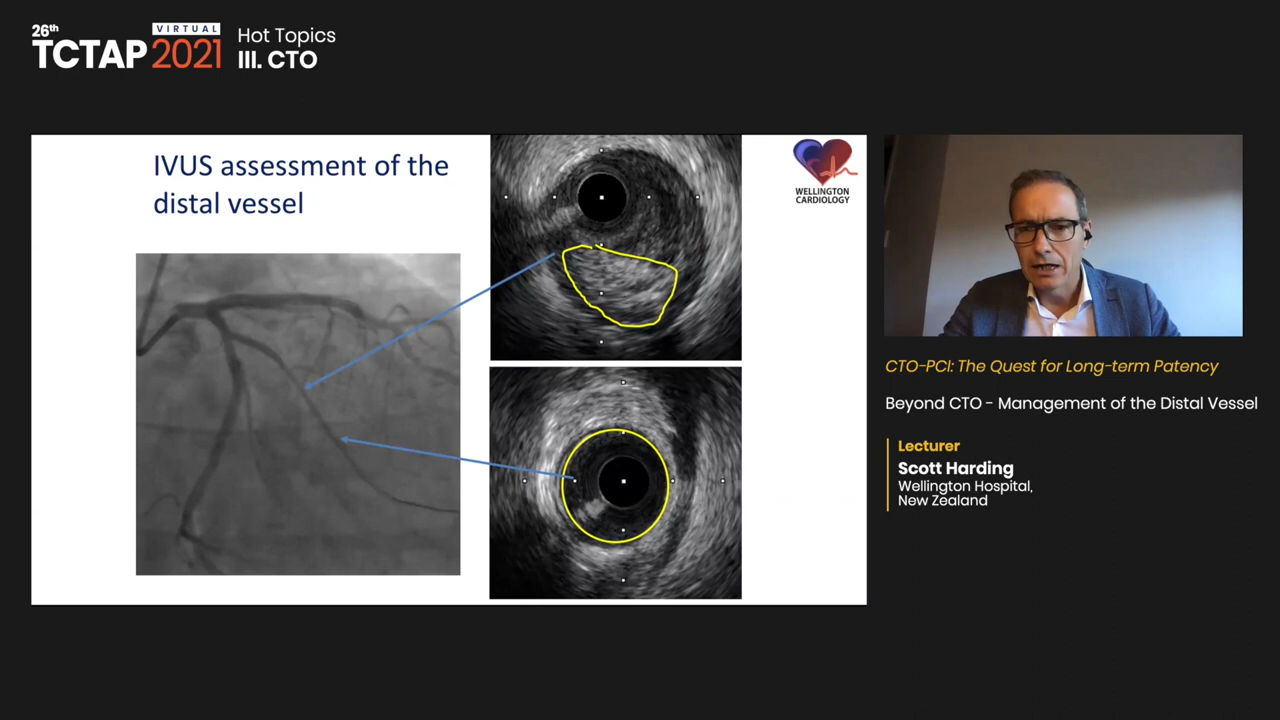 26th
TCTAP
VIRTUAL
2021
Hot Topics
III. CTO
IVUS assessment of the
distal vessel
WELLINGTON
CARDIOLOGY
CTO-PCI: The Quest for Long-term Patency
Beyond CTO - Management of the Distal Vessel
Lecturer
Scott Harding
Wellington Hospital,
New Zealand